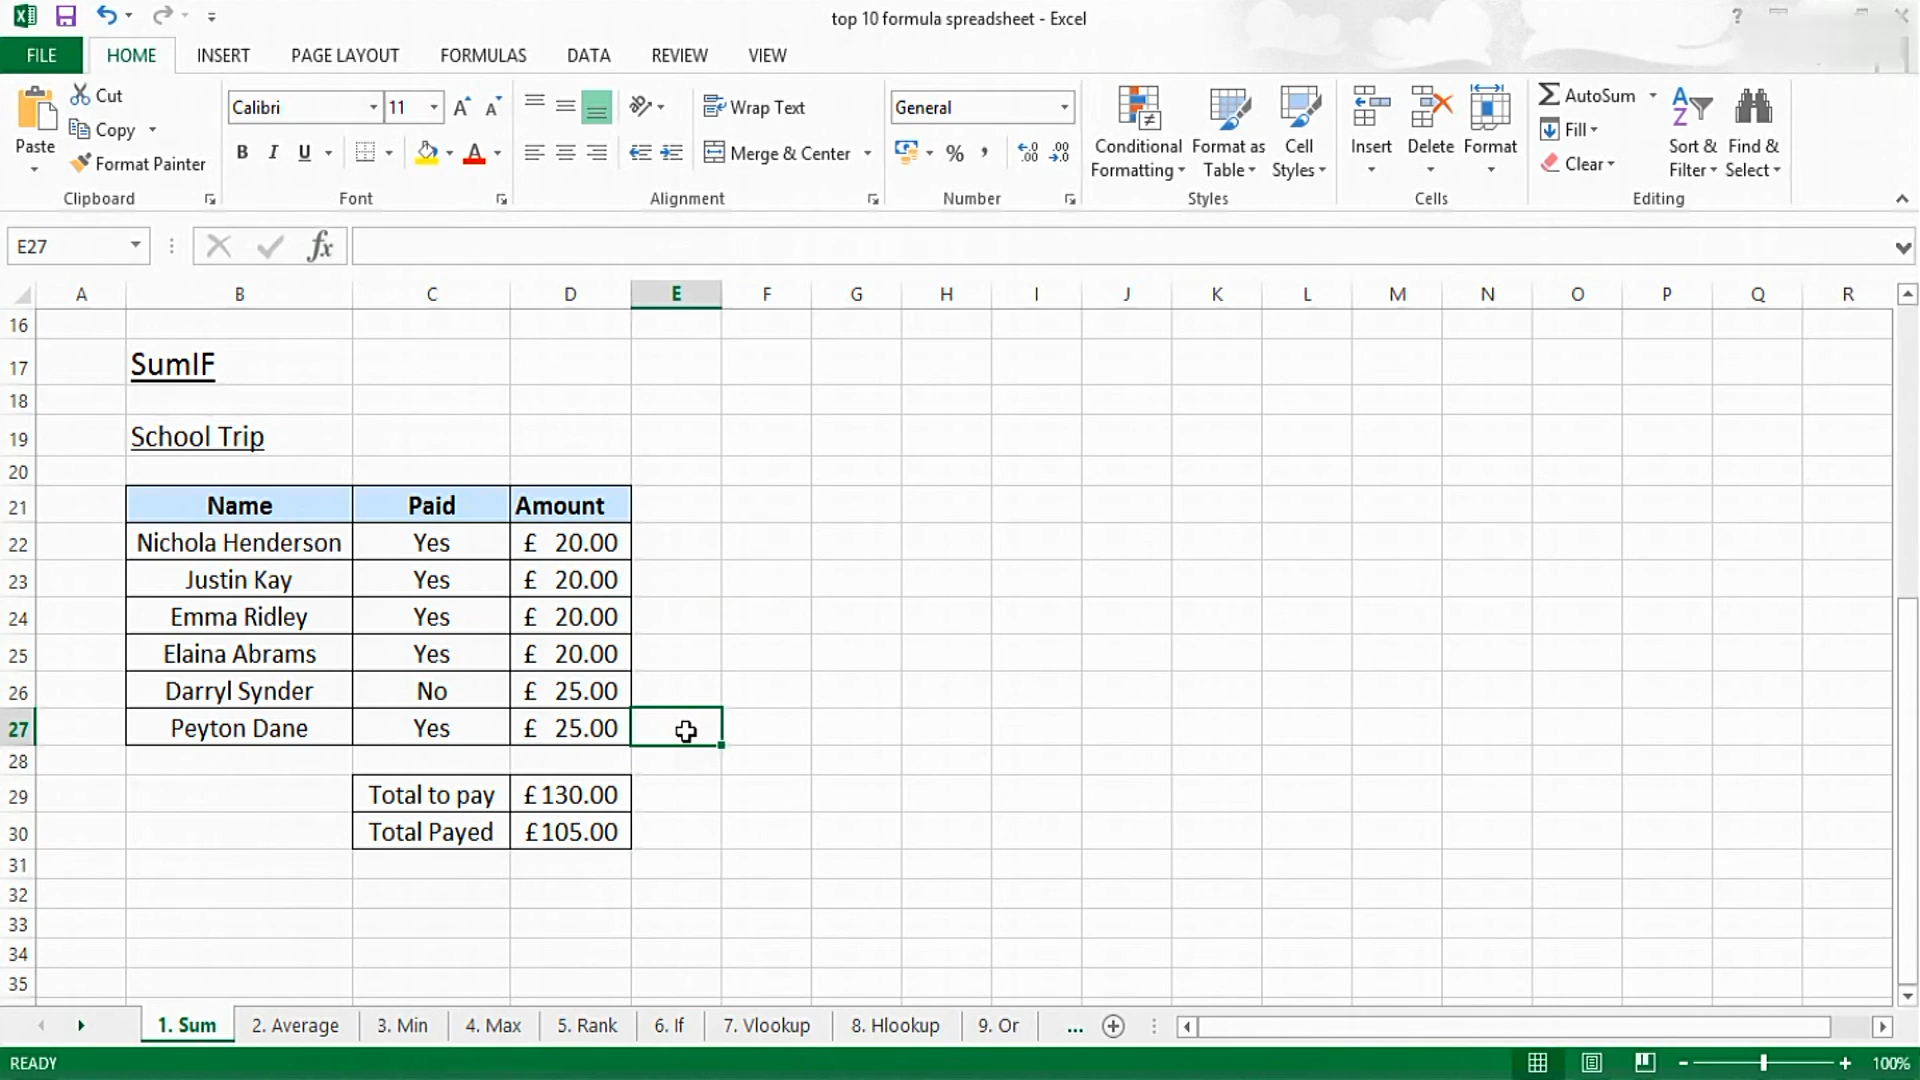 top 10 formula spreadsheet - Excel
FILE HOME INSERT PAGE LAYOUT FORMULAS DATA REVIEW VIEW
Paste
Cut
Copy
Format Painter
Clipboard
Calibri 11
B I U
Font
Wrap Text
Merge & Center
Alignment
General
%
Number
Conditional Formatting
Format as Table
Cell Styles
Styles
Insert
Delete
Format
Cells
AutoSum
Fill
Clear
Sort & Filter
Find & Select
Editing
E27
fx
A B C D E F G H I J K L M N O P Q R
16
17 SumIF
18
19 School Trip
20
21 Name Paid Amount
22 Nichola Henderson Yes £ 20.00
23 Justin Kay Yes £ 20.00
24 Emma Ridley Yes £ 20.00
25 Elaina Abrams Yes £ 20.00
26 Darryl Synder No £ 25.00
27 Peyton Dane Yes £ 25.00
28
29 Total to pay £130.00
30 Total Payed £105.00
31
32
33
34
35
1. Sum 2. Average 3. Min 4. Max 5. Rank 6. If 7. Vlookup 8. Hlookup 9. Or ...
READY
100%